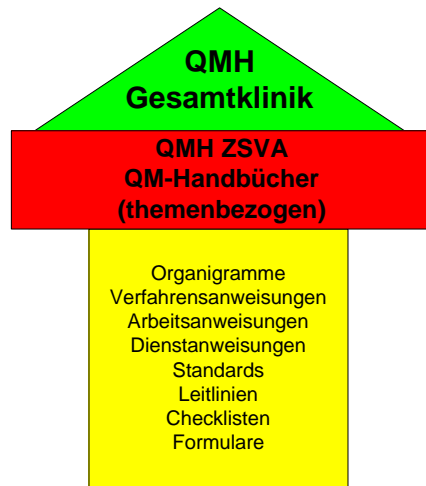 QMH
Gesamtklinik
QMH ZSVA
QM-Handbücher
(themenbezogen)
Organigramme
Verfahrensanweisungen
Arbeitsanweisungen
Dienstanweisungen
Standards
Leitlinien
Checklisten
Formulare